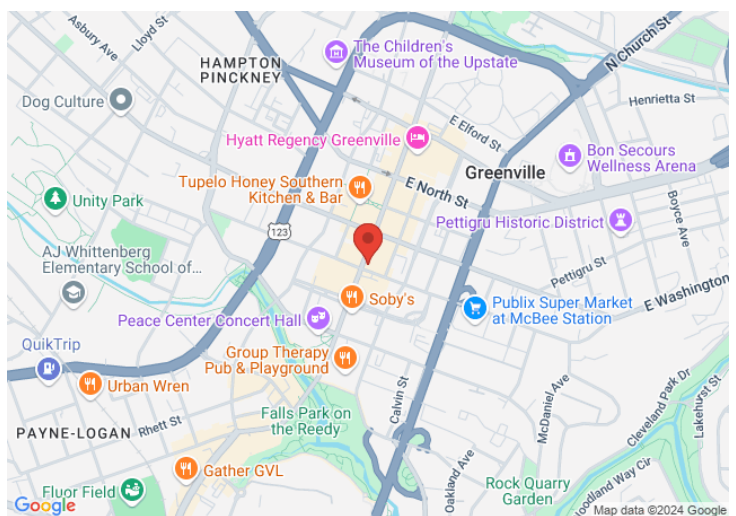 Asbury Ave
Lloyd St
HAMPTON
PINCKNEY
The Children's
Museum of the Upstate
N Church St
Dog Culture
Henrietta St
E Elford St
Hyatt Regency Greenville
Bon Secours
Wellness Arena
Greenville
Tupelo Honey Southern
Kitchen & Bar
E North St
Unity Park
Pettigru Historic District
Boyce Ave
123
AJ Whittenberg
Elementary School of...
Pettigru St
E Washington
Soby's
Publix Super Market
at McBee Station
Peace Center Concert Hall
QuikTrip
Group Therapy
Pub & Playground
Urban Wren
Calvin St
McDaniel Ave
Cleveland Park Dr
Lakehurst St
Falls Park on
the Reedy
Rhett St
PAYNE-LOGAN
Gather GVL
Oakland Ave
Rock Quarry
Garden
oodland Way Cir
Fluor Field
Google
Map data ©2024 Google